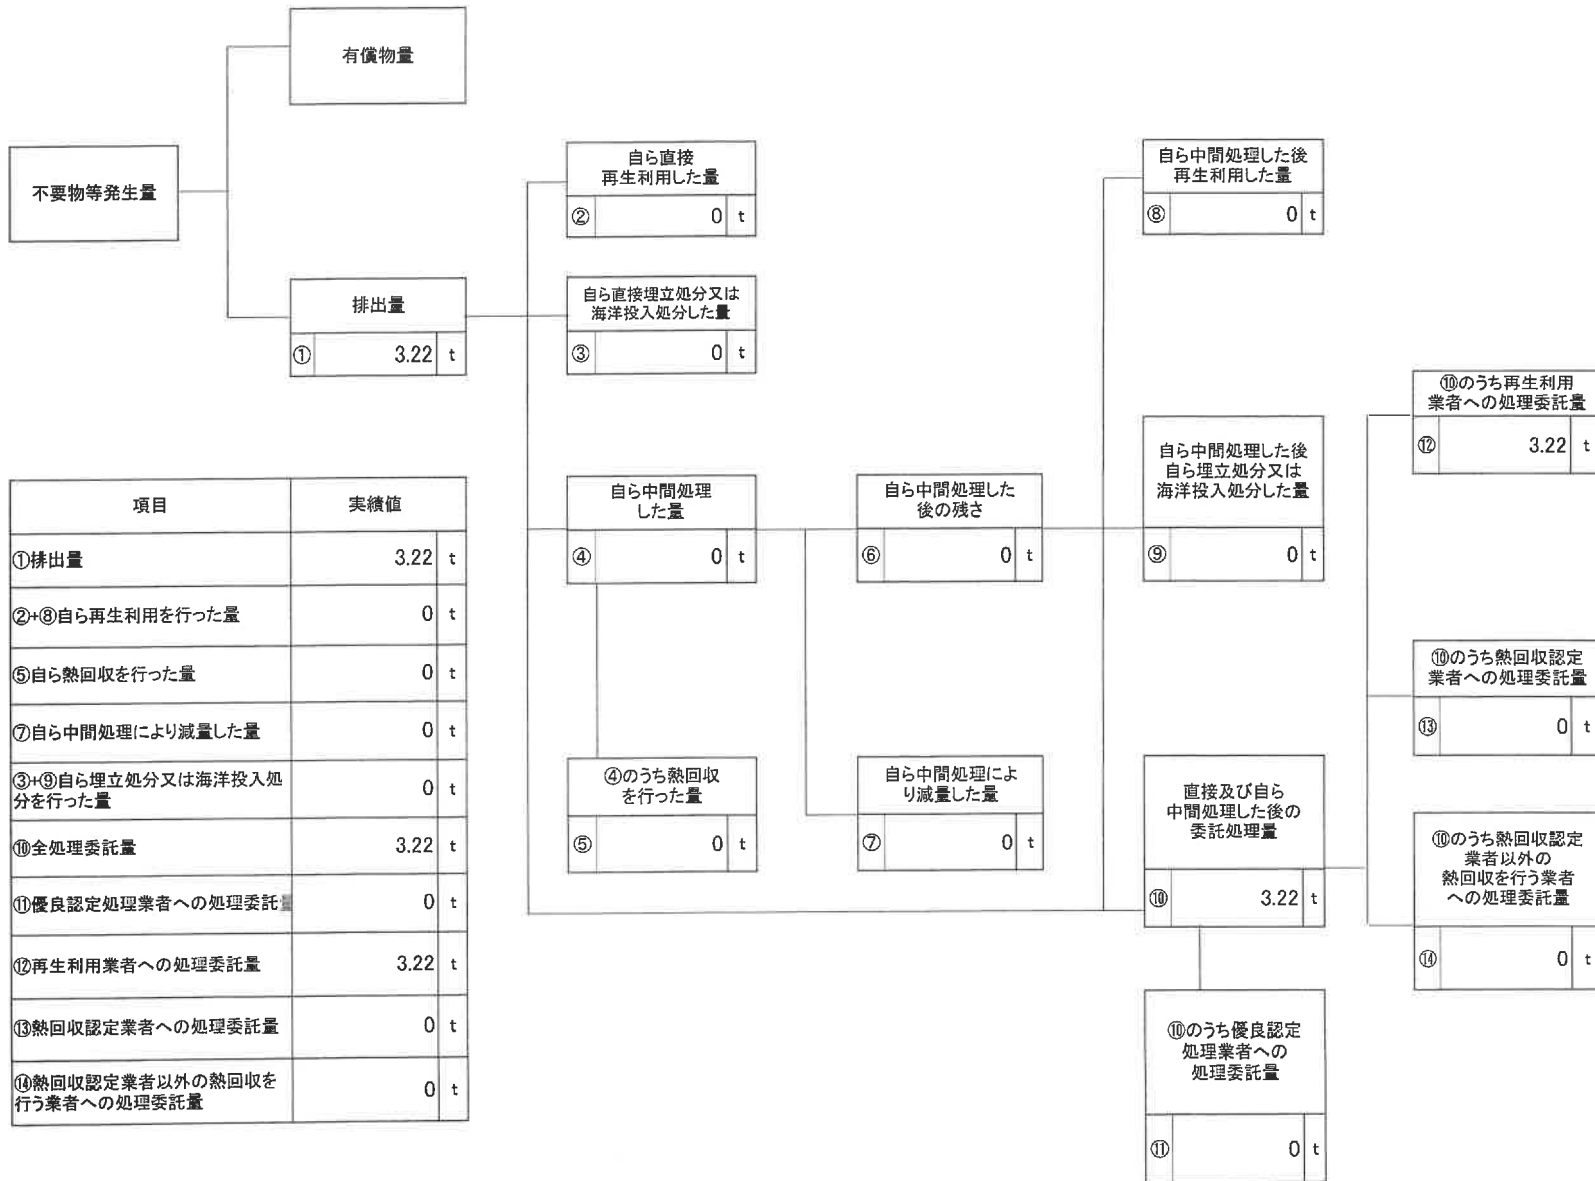 有償物量
不要物等発生量
排出量
① 3.22 t
自ら直接
再生利用した量
② 0 t
自ら直接埋立処分又は
海洋投入処分した量
③ 0 t
自ら中間処理
した量
④ 0 t
④のうち熱回収
を行った量
⑤ 0 t
自ら中間処理した
後の残さ
⑥ 0 t
自ら中間処理によ
り減量した量
⑦ 0 t
自ら中間処理した後
再生利用した量
⑧ 0 t
自ら中間処理した後
自ら埋立処分又は
海洋投入処分した量
⑨ 0 t
直接及び自ら
中間処理した後の
委託処理量
⑩ 3.22 t
⑩のうち優良認定
処理業者への
処理委託量
⑪ 0 t
⑩のうち再生利用
業者への処理委託量
⑫ 3.22 t
⑩のうち熱回収認定
業者への処理委託量
⑬ 0 t
⑩のうち熱回収認定
業者以外の
熱回収を行う業者
への処理委託量
⑭ 0 t
項目 実績値
①排出量 3.22 t
②+⑧自ら再生利用を行った量 0 t
⑤自ら熱回収を行った量 0 t
⑦自ら中間処理により減量した量 0 t
③+⑨自ら埋立処分又は海洋投入処
分を行った量 0 t
⑩全処理委託量 3.22 t
⑪優良認定処理業者への処理委託量 0 t
⑫再生利用業者への処理委託量 3.22 t
⑬熱回収認定業者への処理委託量 0 t
⑭熱回収認定業者以外の熱回収を
行う業者への処理委託量 0 t